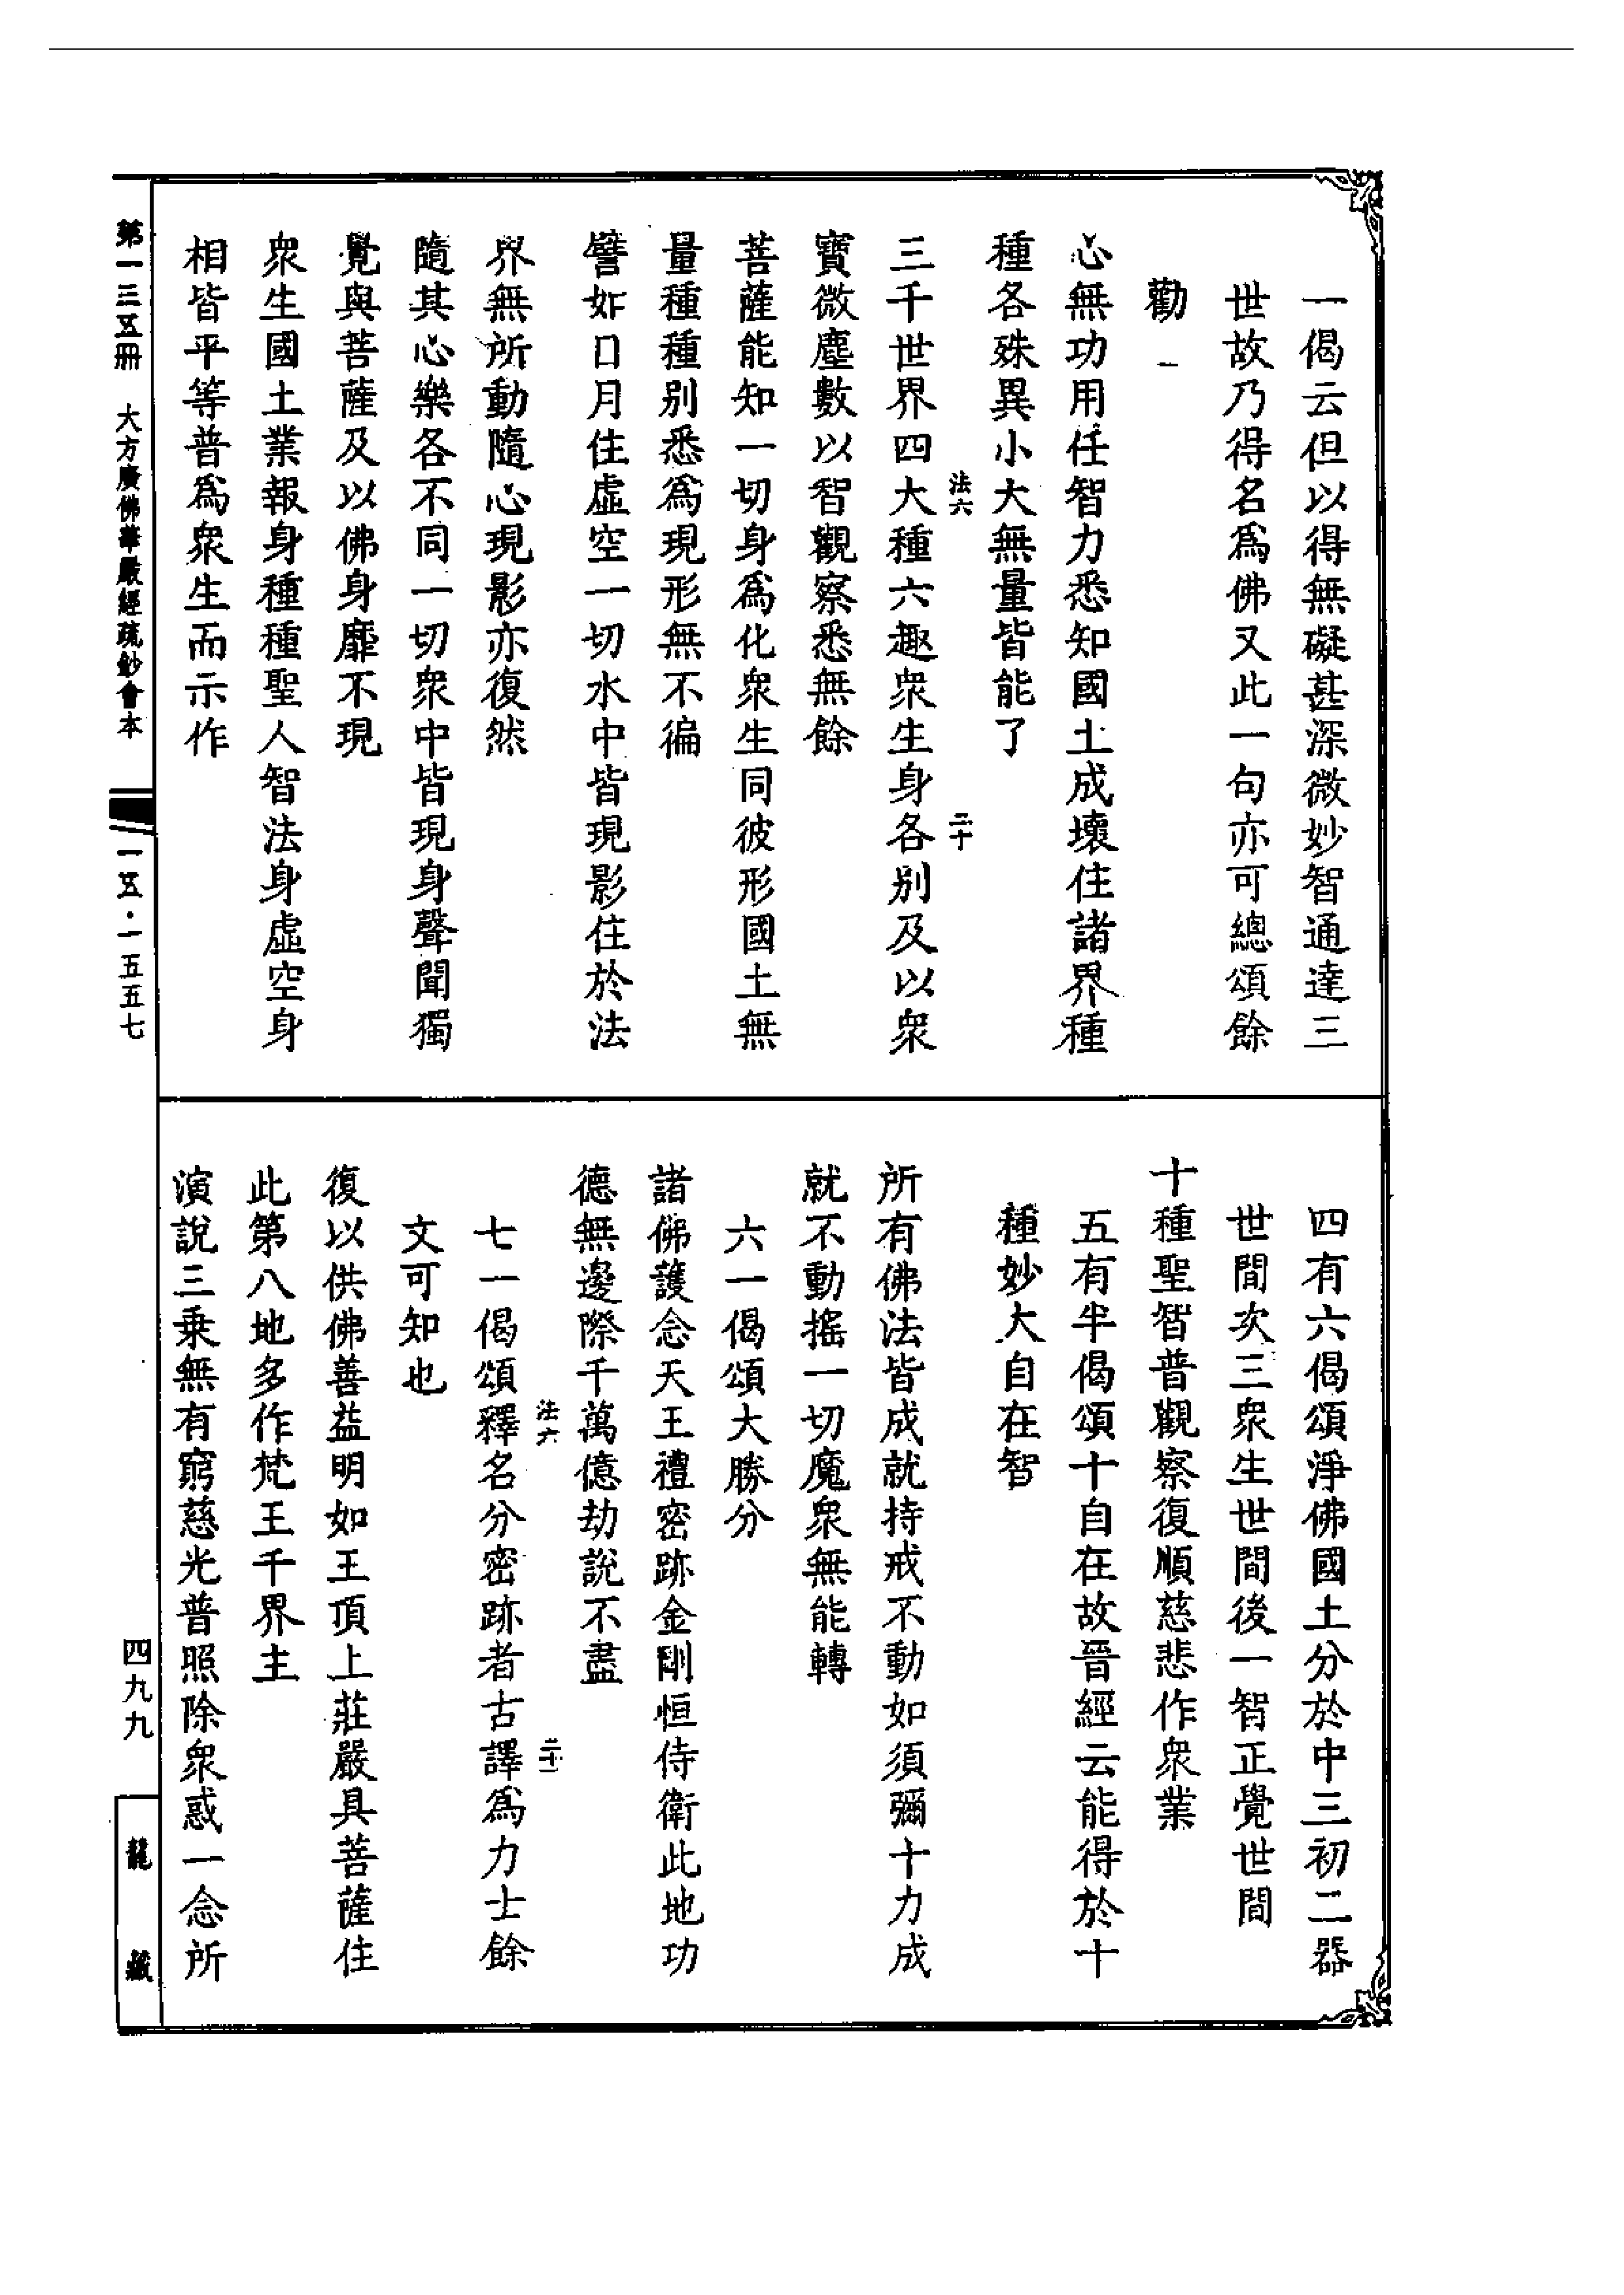 一偈云但以得無礙甚深微妙智通達三
世故乃得名爲佛又此一句亦可總頌餘
勸一
心無功用任智力悉知國土成壞住諸界種
種各殊異小大無量皆能了
法六
二十
三千世界四大種六趣衆生身各别及以衆
寶微塵數以智觀察悉無餘
菩薩能知一切身爲化衆生同彼形國土無
量種種别悉爲現形無不徧
譬如日月住虛空一切水中皆現影住於法
界無所動隨心現影亦復然
隨其心樂各不同一切衆中皆現身聲聞獨
覺與菩薩及以佛身靡不現
衆生國土業報身種種聖人智法身虛空身
相皆平等普爲衆生而示作
四有六偈頌淨佛國土分於中三初二器
世間次三衆生世間後一智正覺世間
十種聖智普觀察復順慈悲作衆業
五有半偈頌十自在故晉經云能得於十
種妙大自在智
所有佛法皆成就持戒不動如須彌十力成
就不動搖一切魔衆無能轉
六一偈頌大勝分
諸佛護念天王禮密跡金剛恒侍衛此地功
德無邊際千萬億劫說不盡
法六
二十一
七一偈頌釋名分密跡者古譯爲力士餘
文可知也
復以供佛善益明如王頂上莊嚴具菩薩住
此第八地多作梵王千界主
演說三乘無有窮慈光普照除衆惑一念所
第一三五冊 大方廣佛華嚴經疏鈔會本
一五·一五五七
四九九
龍藏